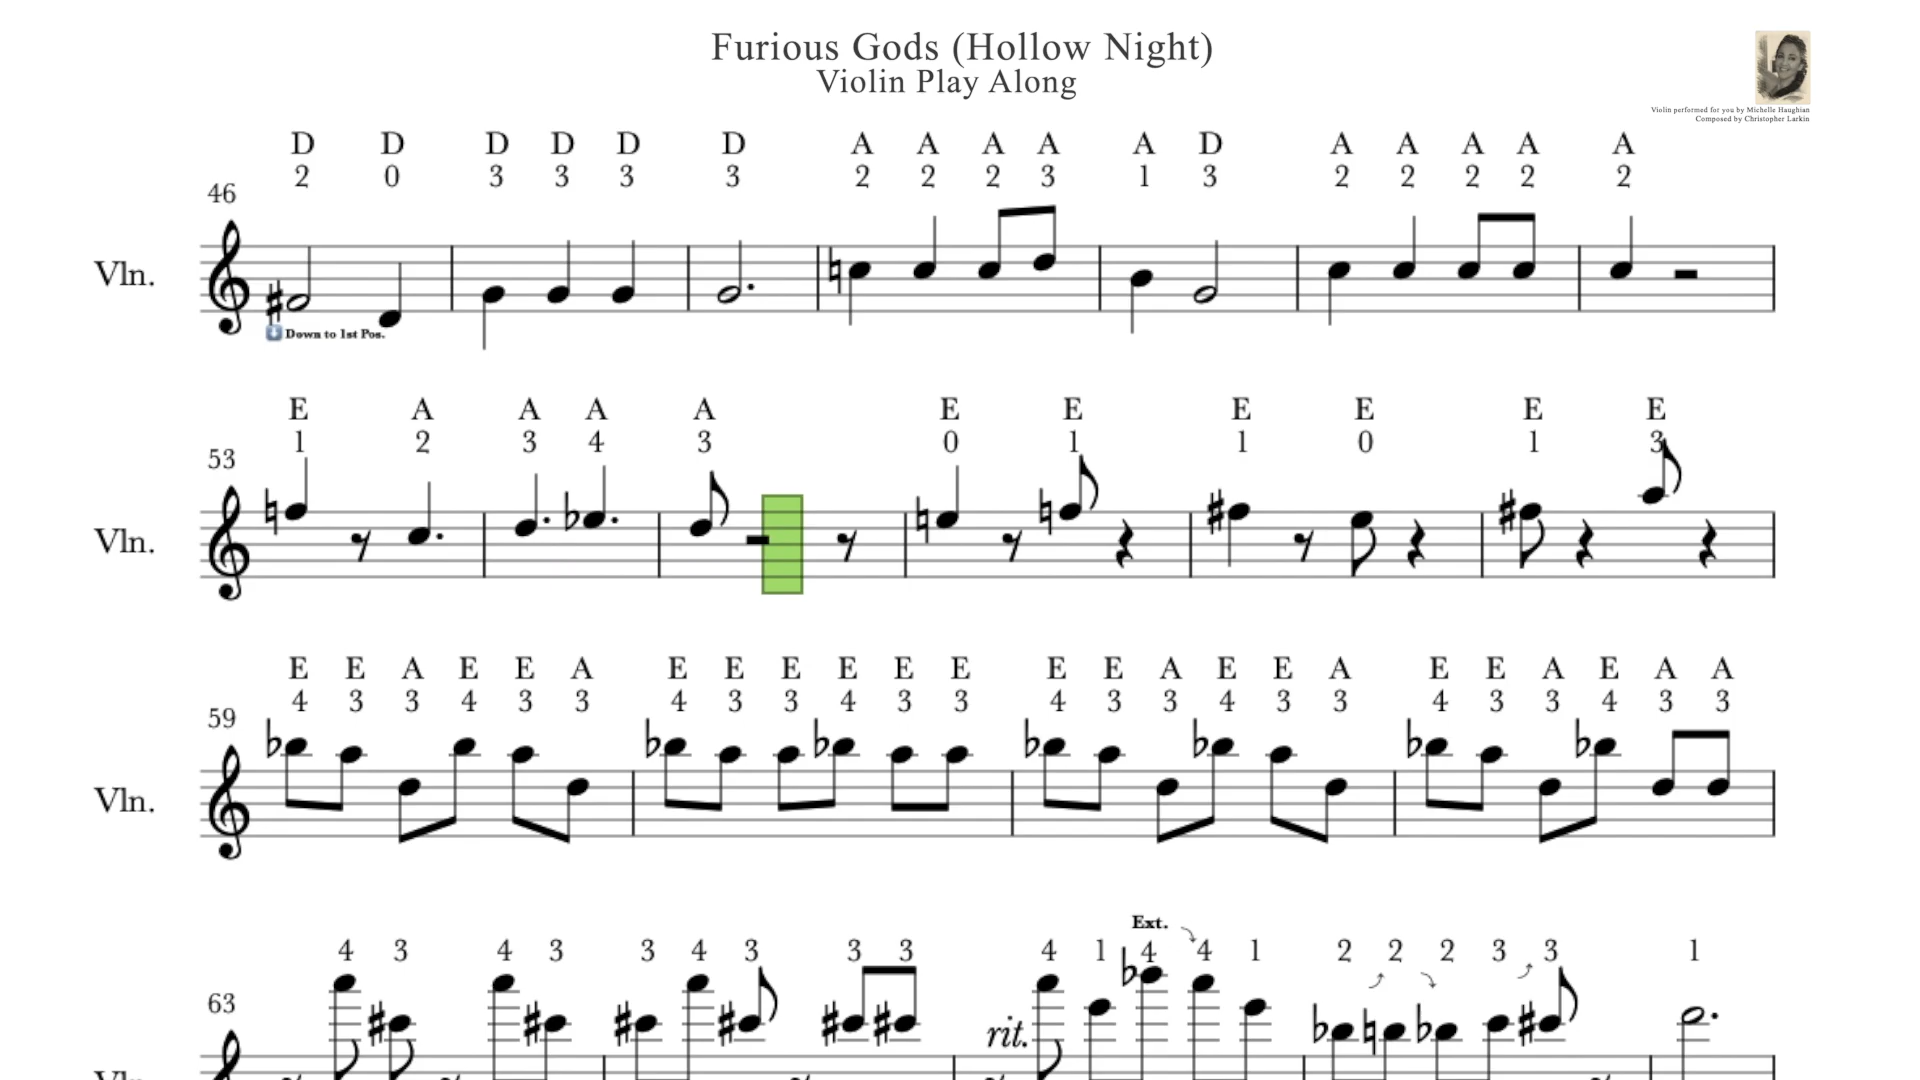 Furious Gods (Hollow Night)
Violin Play Along
Violin performed for you by Michelle Haughian
Composed by Christopher Larkin
D D D D D D A A A A A D A A A A A
2 0 3 3 3 3 2 2 2 3 1 3 2 2 2 2 2
46
Vln.
Down to 1st Pos.
E A A A A E E E E E E
1 2 3 4 3 0 1 1 0 1 3
53
Vln.
E E A E E A E E E E E E E E A E E A E E A E A A
4 3 3 4 3 3 4 3 3 4 3 3 4 3 3 4 3 3 4 3 3 4 3 3
59
Vln.
Ext.
4 3 4 3 3 4 3 3 3 4 1 4 4 1 2 2 2 3 3 1
63
rit.
Vln.